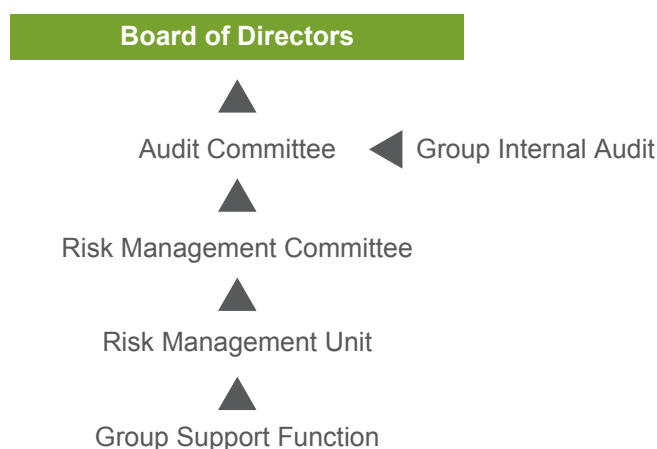 Board of Directors
Audit Committee
Group Internal Audit
Risk Management Committee
Risk Management Unit
Group Support Function